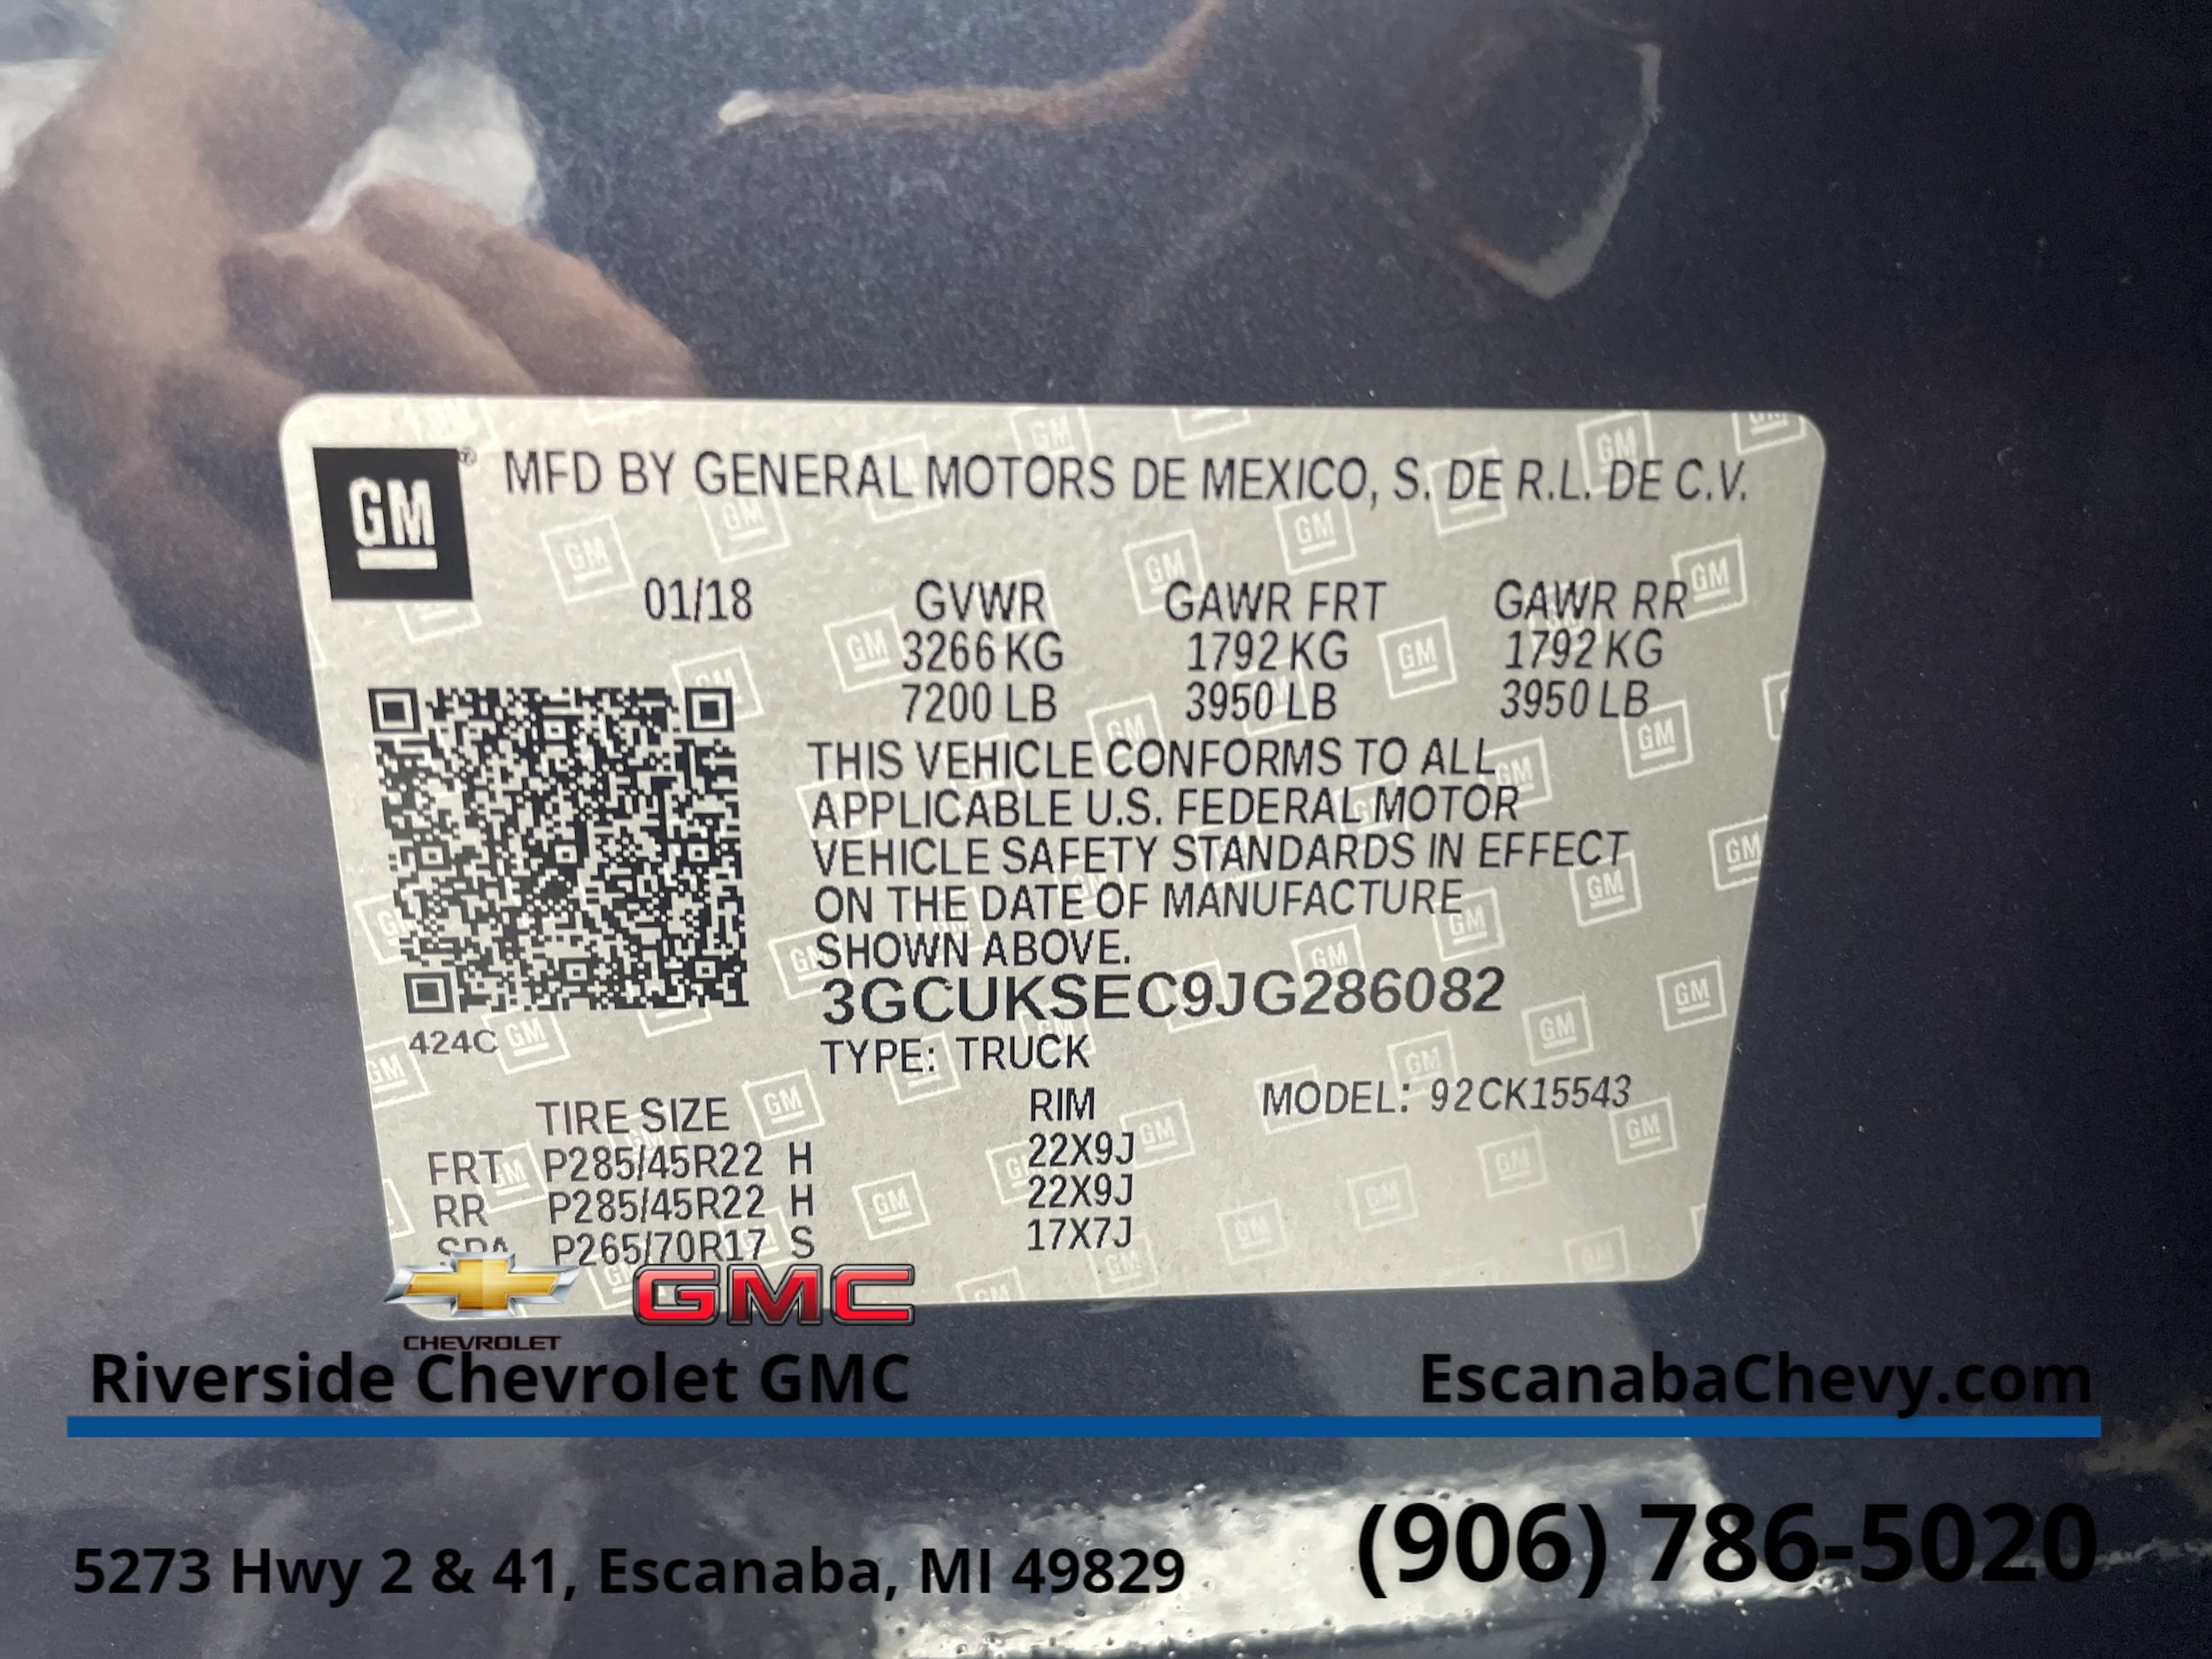 GM
MFD BY GENERAL MOTORS DE MEXICO, S. DE R.L. DE C.V.
01/18 GVWR GAWR FRT GAWR RR
3266 KG 1792 KG 1792 KG
7200 LB 3950 LB 3950 LB
THIS VEHICLE CONFORMS TO ALL
APPLICABLE U.S. FEDERAL MOTOR
VEHICLE SAFETY STANDARDS IN EFFECT
ON THE DATE OF MANUFACTURE
SHOWN ABOVE.
3GCUKSEC9JG286082
424C
TYPE: TRUCK
TIRE SIZE RIM MODEL: 92CK15543
FRT P285/45R22 H 22X9J
RR P285/45R22 H 22X9J
SPA P265/70R17 S 17X7J
CHEVROLET GMC
Riverside Chevrolet GMC EscanabaChevy.com
5273 Hwy 2 & 41, Escanaba, MI 49829 (906) 786-5020